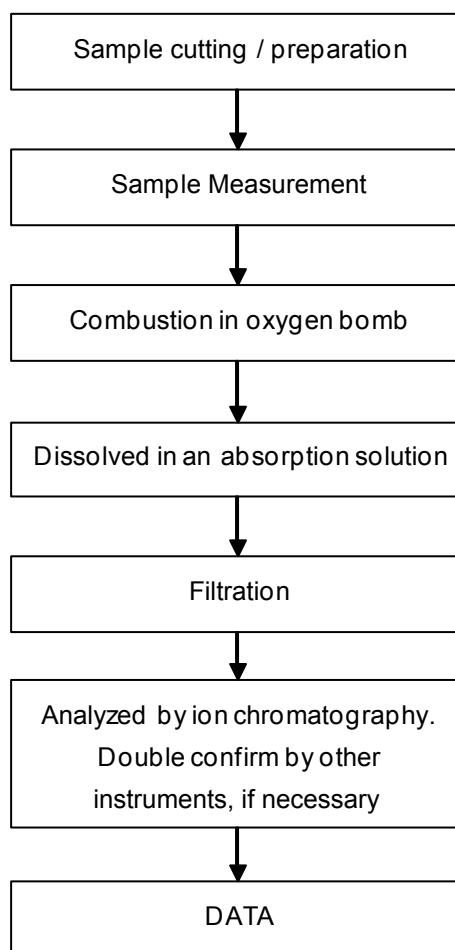 Sample cutting / preparation
Sample Measurement
Combustion in oxygen bomb
Dissolved in an absorption solution
Filtration
Analyzed by ion chromatography.
Double confirm by other
instruments, if necessary
DATA